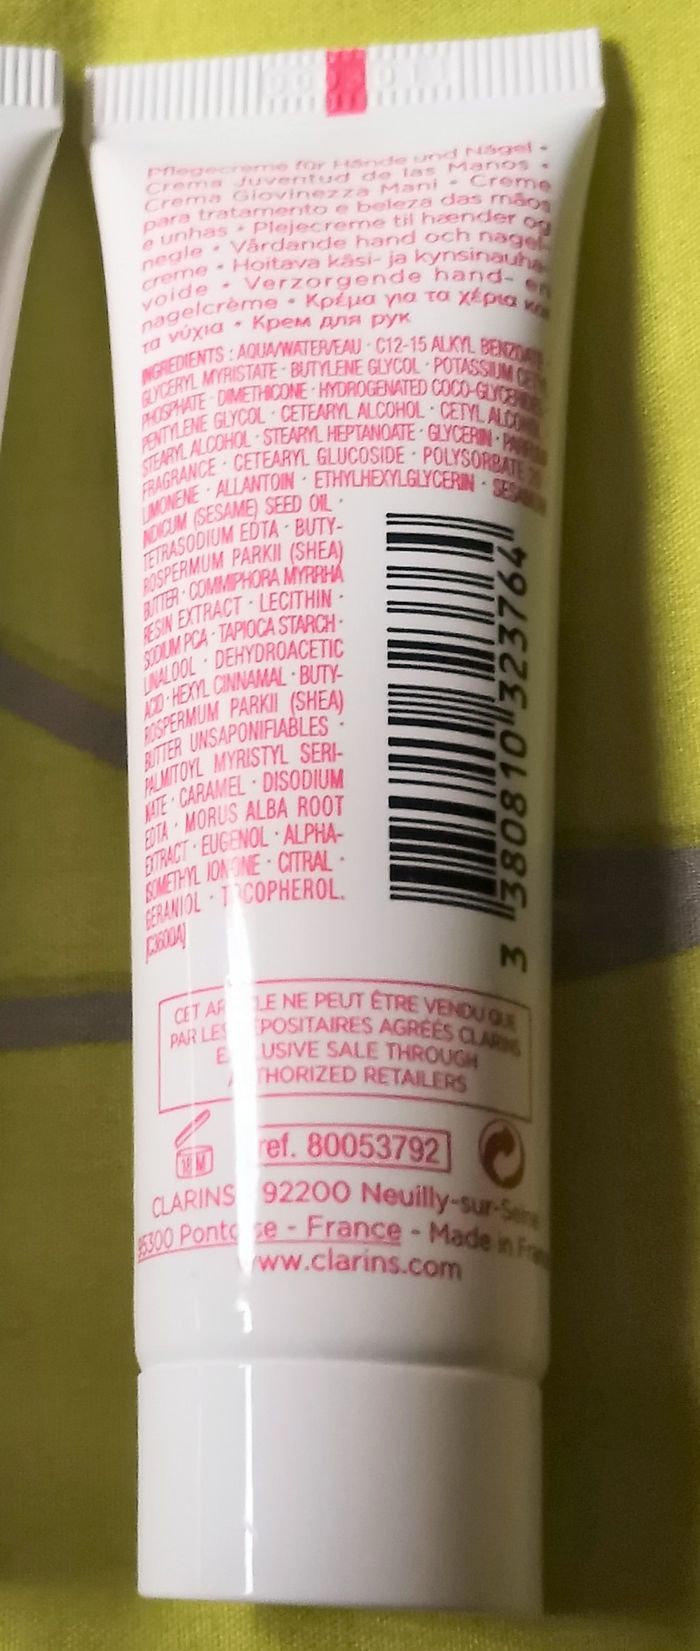 Pflegecreme für Hände und Nägel •
Crema Juventud de las Manos •
Crema Giovinezza Mani • Creme
para tratamento e beleza das mãos
e unhas • Plejecreme til hænder og
negle • Vårdande hand och nagel-
creme • Hoitava käsi- ja kynsinauha-
voide • Verzorgende hand- en
nagelcrème • Κρέμα για τα χέρια και
τα νύχια • Крем для рук
INGREDIENTS : AQUA/WATER/EAU · C12-15 ALKYL BENZOATE
GLYCERYL MYRISTATE · BUTYLENE GLYCOL · POTASSIUM CETYL
PHOSPHATE · DIMETHICONE · HYDROGENATED COCO-GLYCERIDES
PENTYLENE GLYCOL · CETEARYL ALCOHOL · CETYL ALCOHOL
STEARYL ALCOHOL · STEARYL HEPTANOATE · GLYCERIN ·
FRAGRANCE · CETEARYL GLUCOSIDE · POLYSORBATE 20
LIMONENE · ALLANTOIN · ETHYLHEXYLGLYCERIN ·
INDICUM (SESAME) SEED OIL ·
TETRASODIUM EDTA · BUTY-
ROSPERMUM PARKII (SHEA)
BUTTER · COMMIPHORA MYRRHA
RESIN EXTRACT · LECITHIN ·
SODIUM PCA · TAPIOCA STARCH ·
LINALOOL · DEHYDROACETIC
ACID · HEXYL CINNAMAL · BUTY-
ROSPERMUM PARKII (SHEA)
BUTTER UNSAPONIFIABLES ·
PALMITOYL MYRISTYL SERI-
NATE · CARAMEL · DISODIUM
EDTA · MORUS ALBA ROOT
EXTRACT · EUGENOL · ALPHA-
ISOMETHYL IONONE · CITRAL ·
GERANIOL · TOCOPHEROL.
[C3600A]
3 380810 323764
CET ARTICLE NE PEUT ÊTRE VENDU QUE
PAR LES DÉPOSITAIRES AGRÉÉS CLARINS
EXCLUSIVE SALE THROUGH
AUTHORIZED RETAILERS
18 M
ref. 80053792
CLARINS 92200 Neuilly-sur-Seine
95300 Pontoise - France - Made in France
www.clarins.com